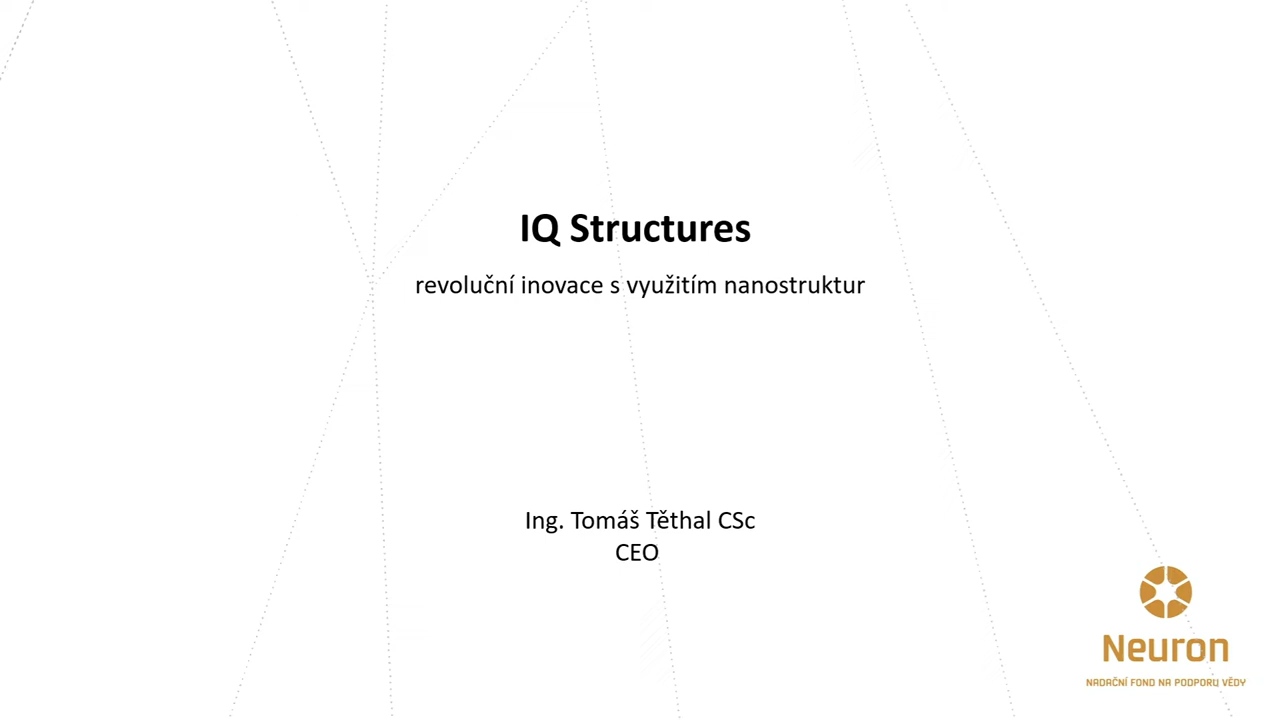 IQ Structures
revoluční inovace s využitím nanostruktur
Ing. Tomáš Těthal CSc
CEO
Neuron
NADAČNÍ FOND NA PODPORU VĚDY